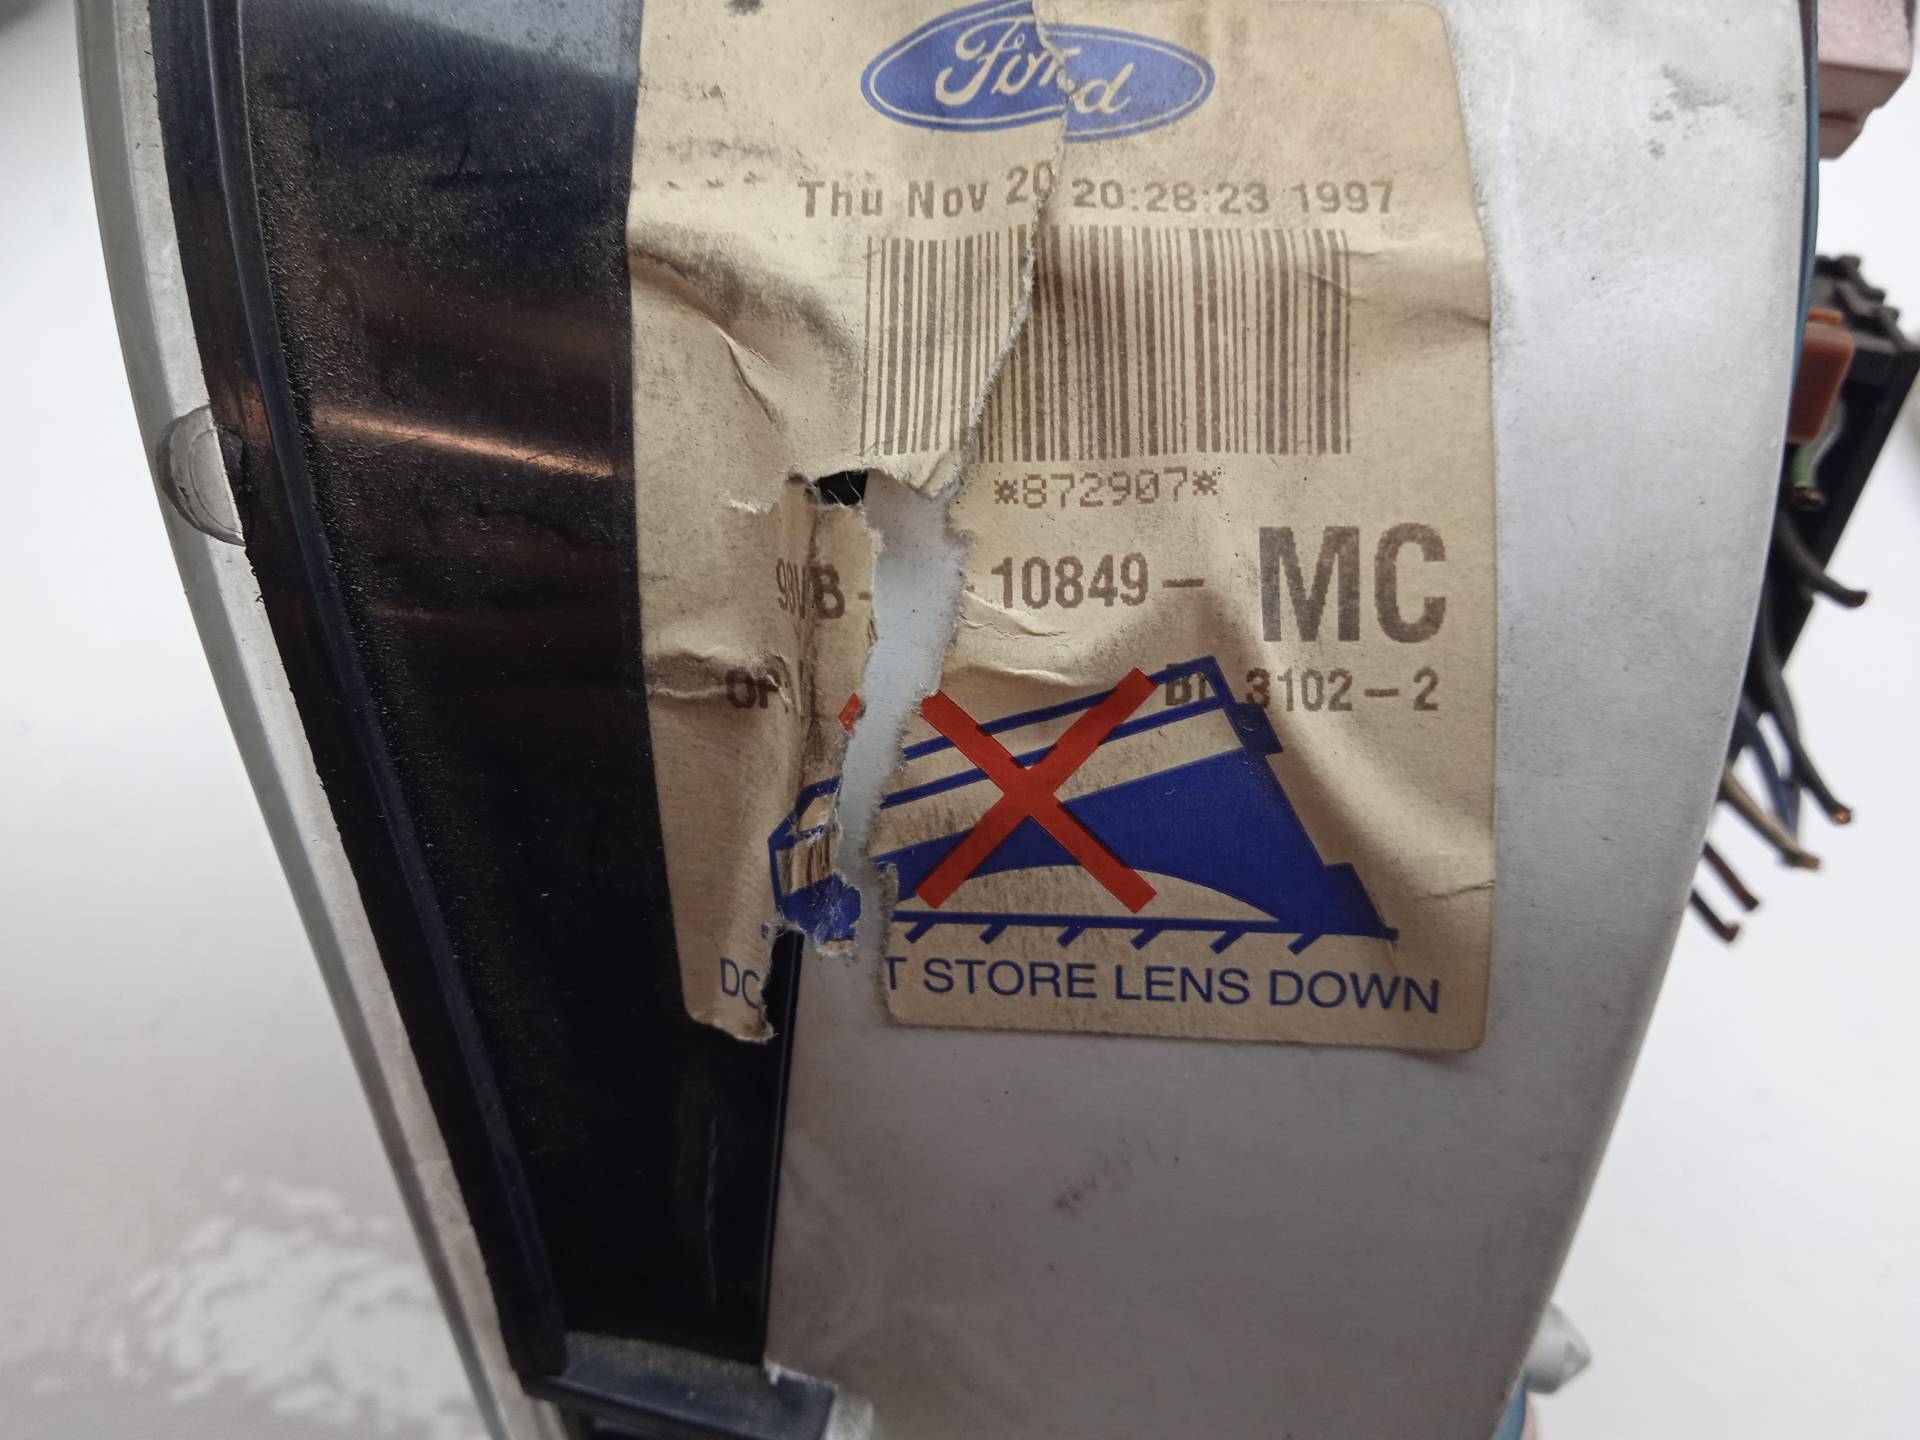 Ford
Thu Nov 20 20:28:23 1997
*872907*
-10849- MC
3102-2
STORE LENS DOWN